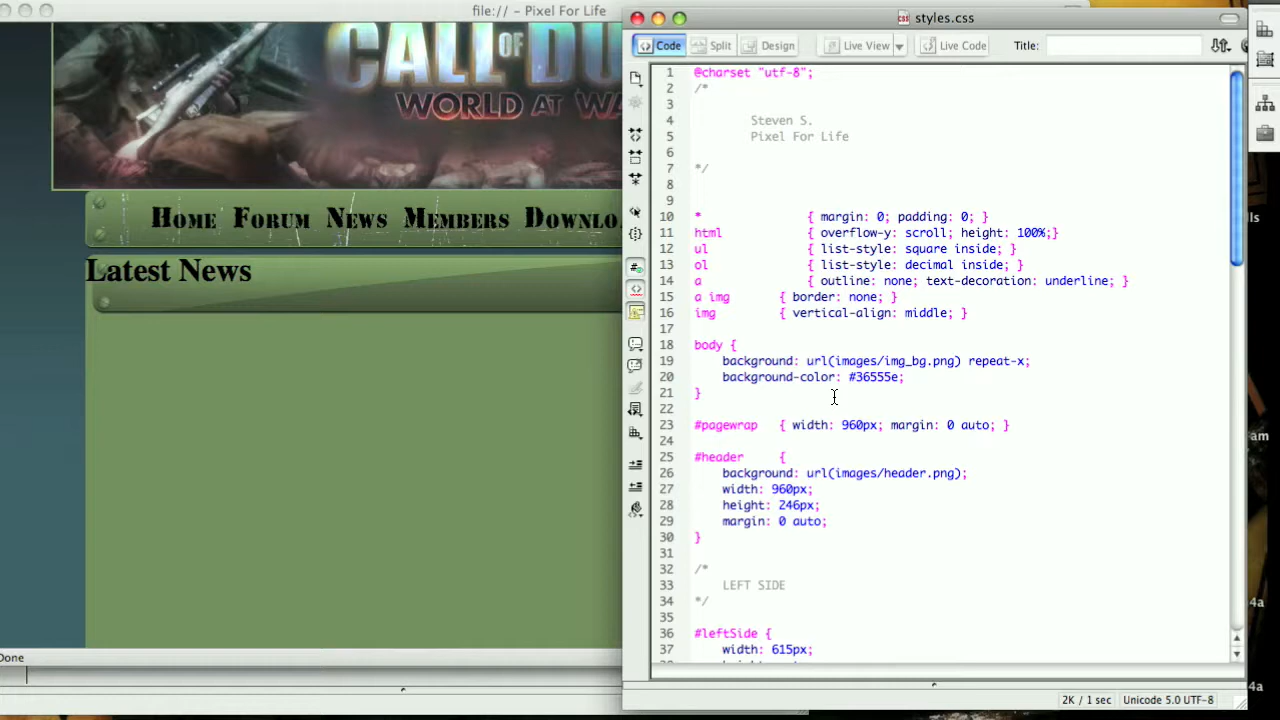 file:// – Pixel For Life
CALL OF DU
WORLD AT WA
Home Forum News Members Downlo
Latest News
Done
styles.css
Code
Split
Design
Live View
Live Code
Title:
1 @charset "utf-8";
2 /*
3
4 Steven S.
5 Pixel For Life
6
7 */
8
9
10 * { margin: 0; padding: 0; }
11 html { overflow-y: scroll; height: 100%;}
12 ul { list-style: square inside; }
13 ol { list-style: decimal inside; }
14 a { outline: none; text-decoration: underline; }
15 a img { border: none; }
16 img { vertical-align: middle; }
17
18 body {
19 background: url(images/img_bg.png) repeat-x;
20 background-color: #36555e;
21 }
22
23 #pagewrap { width: 960px; margin: 0 auto; }
24
25 #header {
26 background: url(images/header.png);
27 width: 960px;
28 height: 246px;
29 margin: 0 auto;
30 }
31
32 /*
33 LEFT SIDE
34 */
35
36 #leftSide {
37 width: 615px;
2K / 1 sec
Unicode 5.0 UTF-8
lls
am
4a
4a